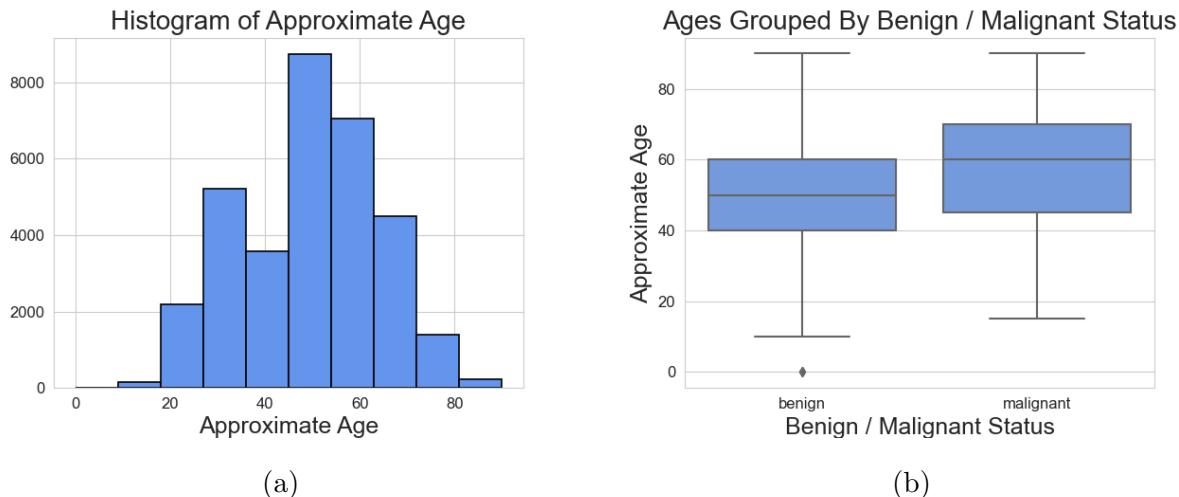 Histogram of Approximate Age
8000
6000
4000
2000
0
0 20 40 60 80
Approximate Age
(a)
Ages Grouped By Benign / Malignant Status
Approximate Age
80
60
40
20
0
benign malignant
Benign / Malignant Status
(b)